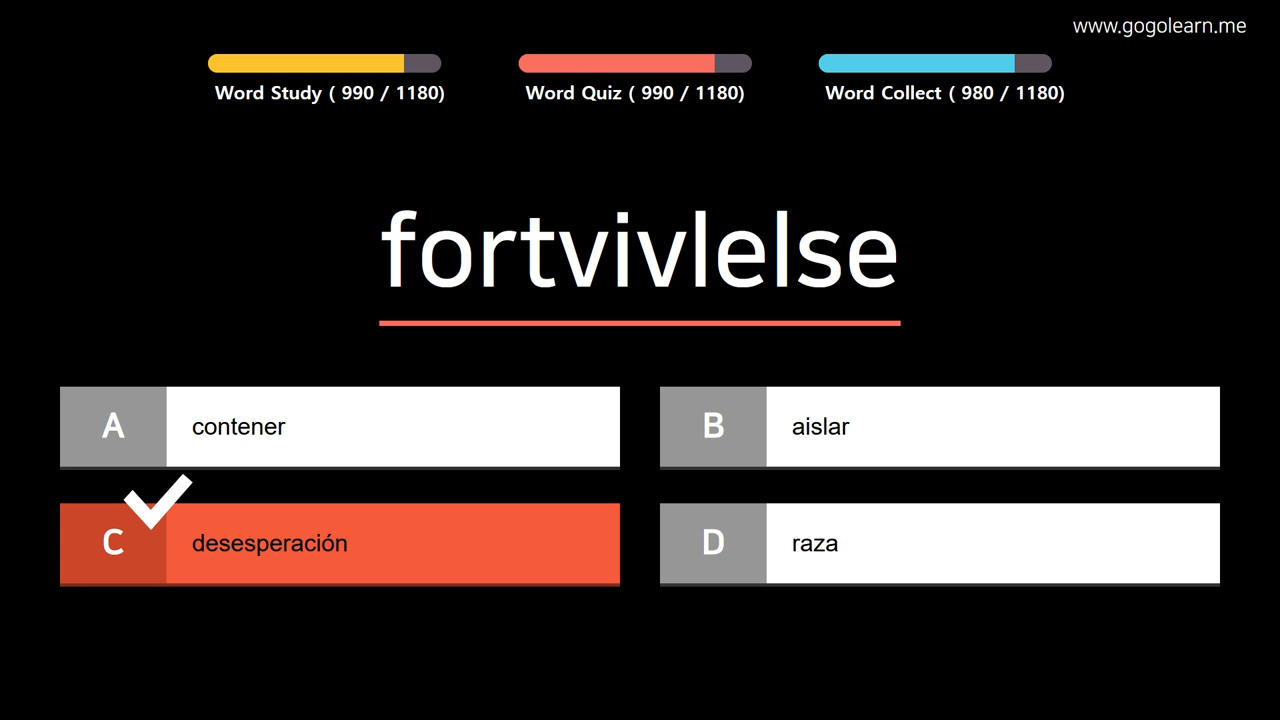 www.gogolearn.me
Word Study ( 990 / 1180)
Word Quiz ( 990 / 1180)
Word Collect ( 980 / 1180)
fortvivlelse
A contener
B aislar
C desesperación
D raza